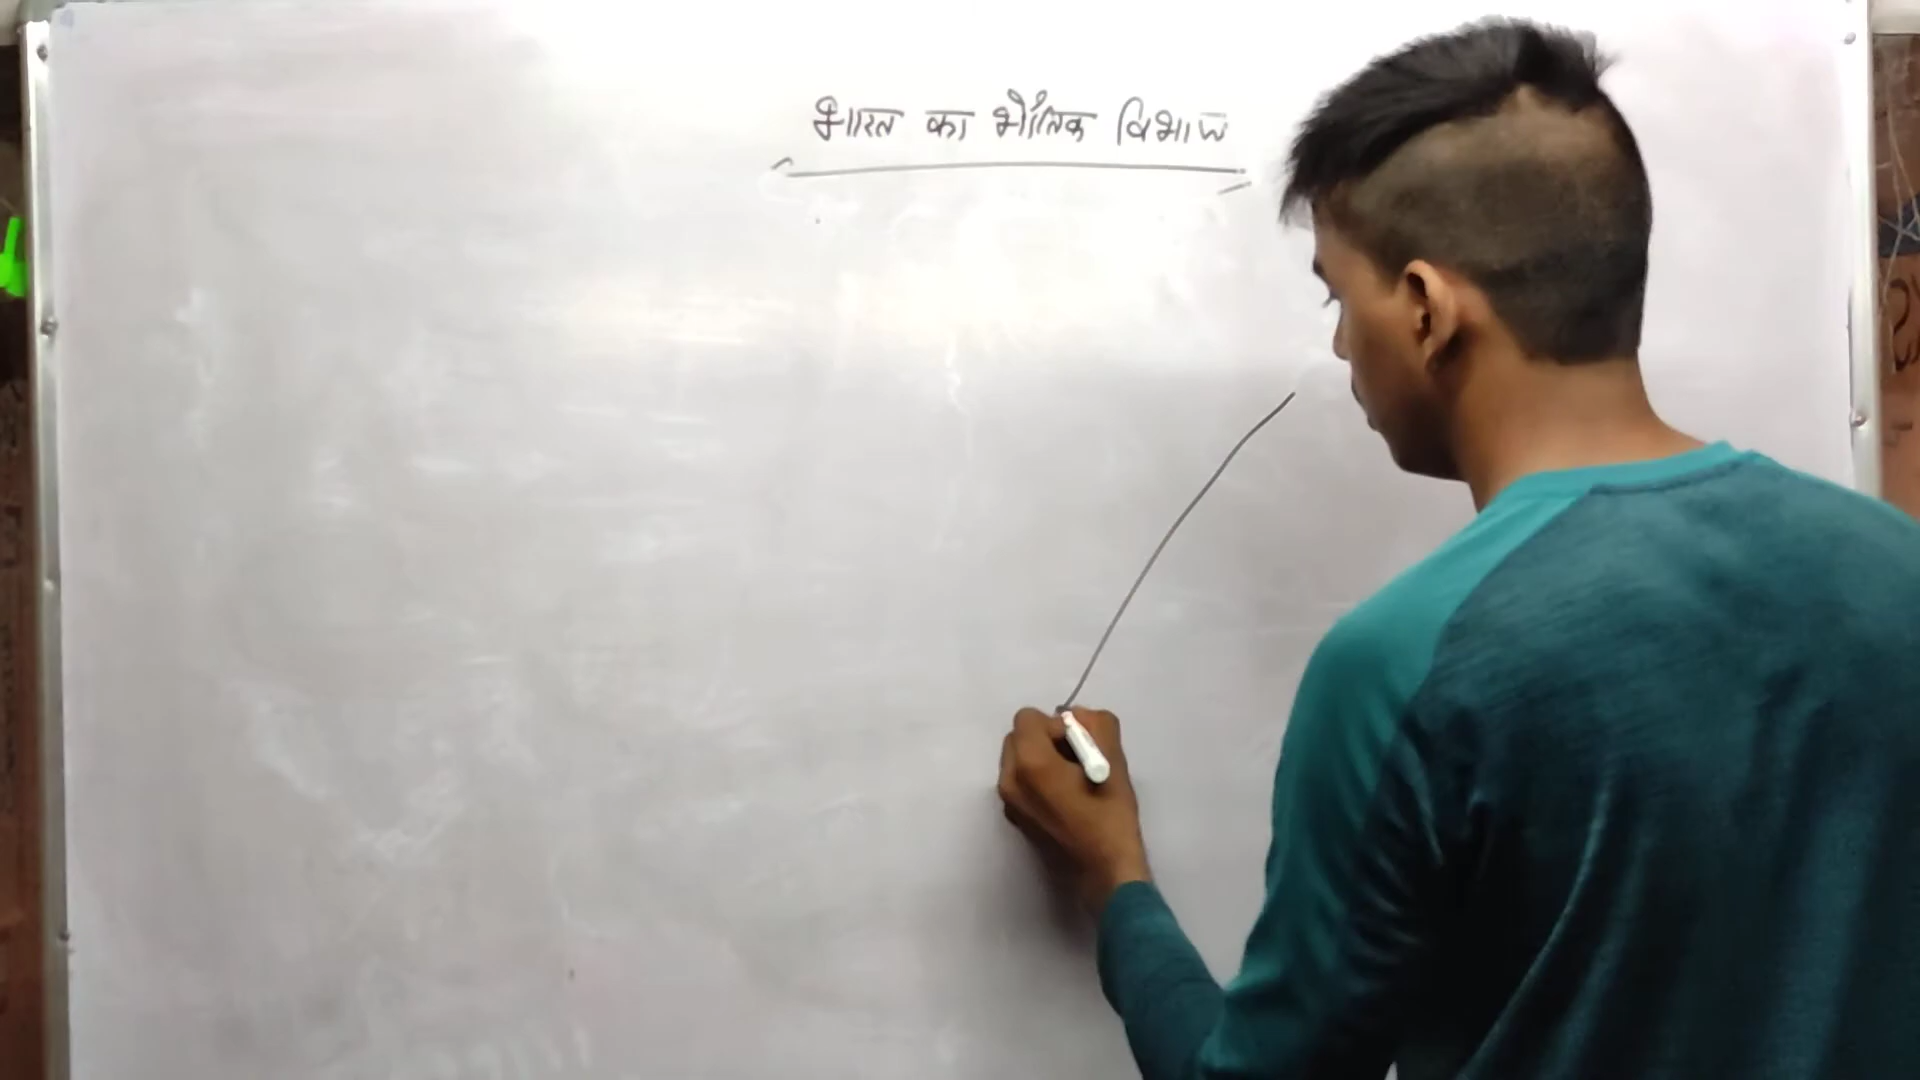 भारत का भौतिक विभाग